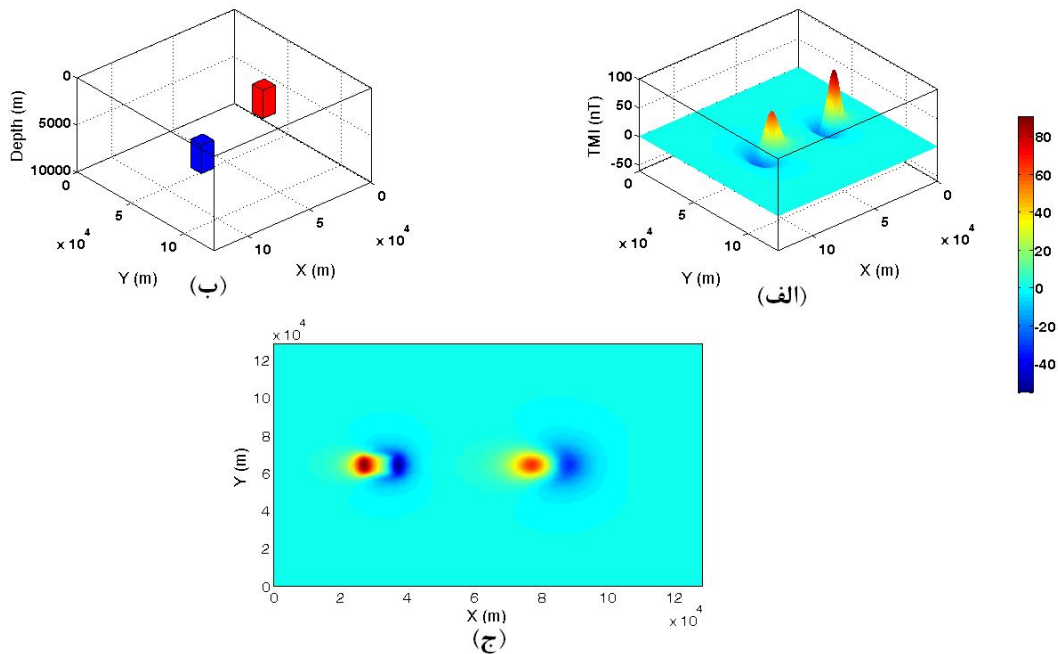 0
5000
10000
Depth (m)
0
5
10
x 10⁴
Y (m)
10
5
0
x 10⁴
X (m)
(ب)
100
50
0
-50
TMI (nT)
0
5
10
x 10⁴
Y (m)
10
5
0
x 10⁴
X (m)
(الف)
80
60
40
20
0
-20
-40
x 10⁴
12
10
8
6
4
2
0
Y (m)
0 2 4 6 8 10 12
X (m)
x 10⁴
(ج)